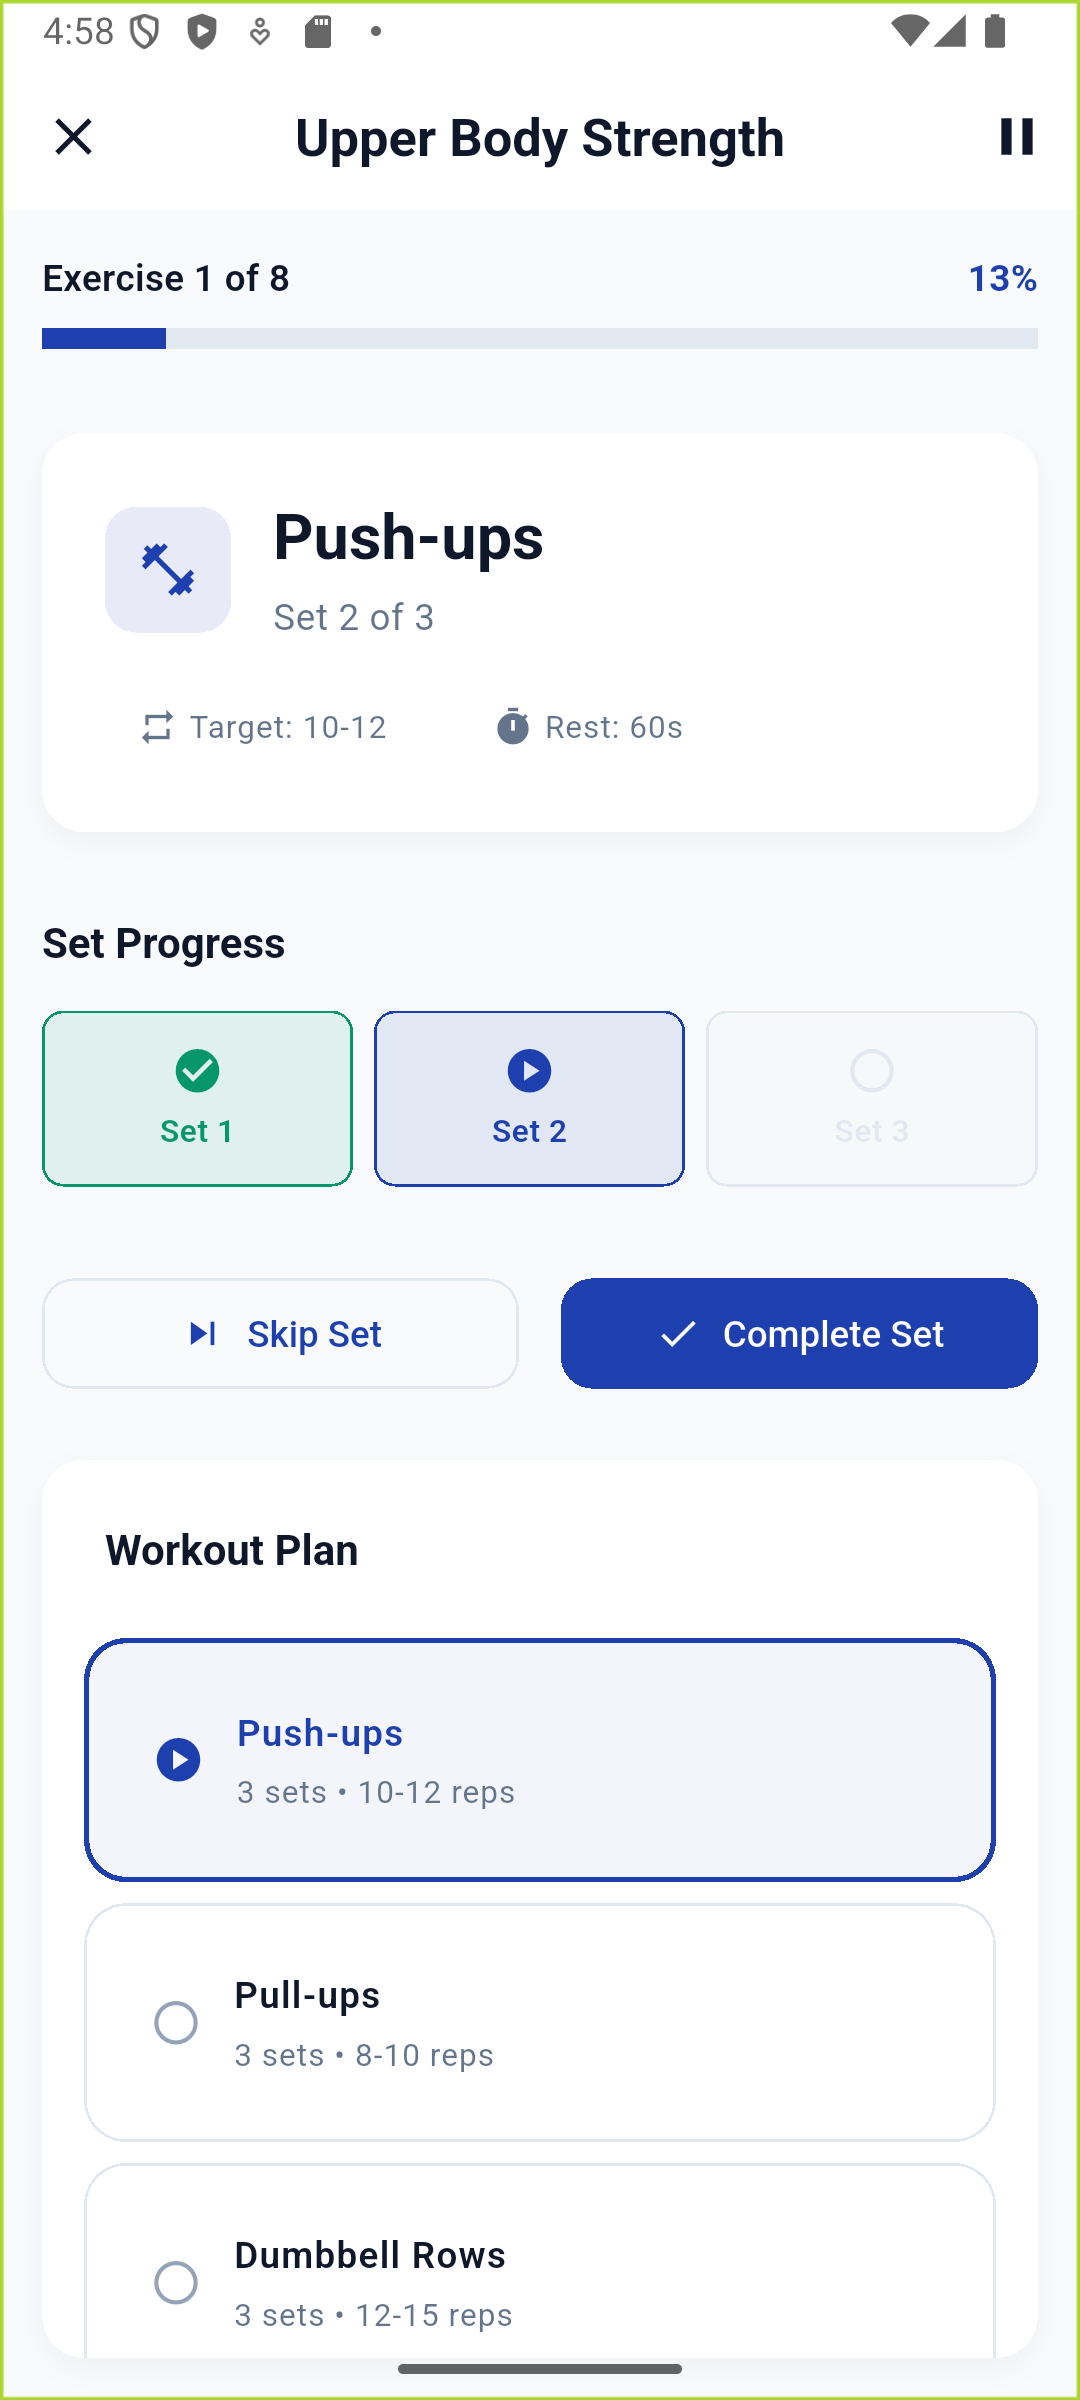 4:58
Upper Body Strength
Exercise 1 of 8
13%
Push-ups
Set 2 of 3
Target: 10-12
Rest: 60s
Set Progress
Set 1
Set 2
Set 3
Skip Set
Complete Set
Workout Plan
Push-ups
3 sets • 10-12 reps
Pull-ups
3 sets • 8-10 reps
Dumbbell Rows
3 sets • 12-15 reps